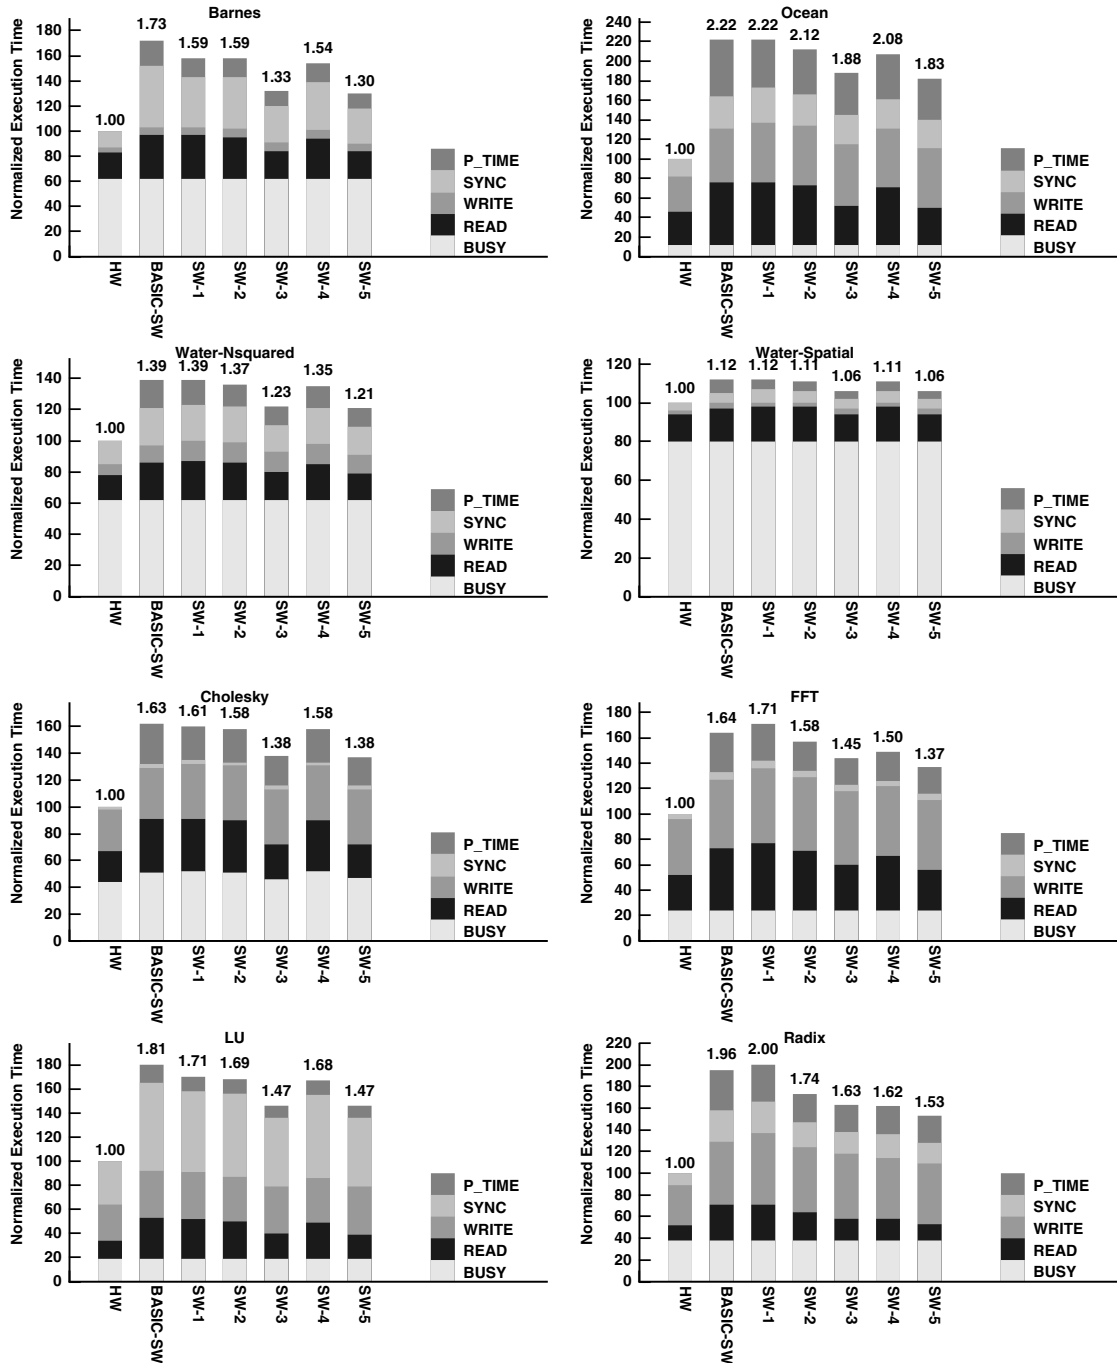 Barnes
Normalized Execution Time
180
160
140
120
100
80
60
40
20
0
1.00
1.73
1.59
1.59
1.33
1.54
1.30
P_TIME
SYNC
WRITE
READ
BUSY
HW
BASIC-SW
SW-1
SW-2
SW-3
SW-4
SW-5
Ocean
Normalized Execution Time
240
220
200
180
160
140
120
100
80
60
40
20
0
1.00
2.22
2.22
2.12
1.88
2.08
1.83
P_TIME
SYNC
WRITE
READ
BUSY
HW
BASIC-SW
SW-1
SW-2
SW-3
SW-4
SW-5
Water-Nsquared
Normalized Execution Time
140
120
100
80
60
40
20
0
1.00
1.39
1.39
1.37
1.23
1.35
1.21
P_TIME
SYNC
WRITE
READ
BUSY
HW
BASIC-SW
SW-1
SW-2
SW-3
SW-4
SW-5
Water-Spatial
Normalized Execution Time
120
100
80
60
40
20
0
1.00
1.12
1.12
1.11
1.06
1.11
1.06
P_TIME
SYNC
WRITE
READ
BUSY
HW
BASIC-SW
SW-1
SW-2
SW-3
SW-4
SW-5
Cholesky
Normalized Execution Time
160
140
120
100
80
60
40
20
0
1.00
1.63
1.61
1.58
1.38
1.58
1.38
P_TIME
SYNC
WRITE
READ
BUSY
HW
BASIC-SW
SW-1
SW-2
SW-3
SW-4
SW-5
FFT
Normalized Execution Time
180
160
140
120
100
80
60
40
20
0
1.00
1.64
1.71
1.58
1.45
1.50
1.37
P_TIME
SYNC
WRITE
READ
BUSY
HW
BASIC-SW
SW-1
SW-2
SW-3
SW-4
SW-5
LU
Normalized Execution Time
180
160
140
120
100
80
60
40
20
0
1.00
1.81
1.71
1.69
1.47
1.68
1.47
P_TIME
SYNC
WRITE
READ
BUSY
HW
BASIC-SW
SW-1
SW-2
SW-3
SW-4
SW-5
Radix
Normalized Execution Time
220
200
180
160
140
120
100
80
60
40
20
0
1.00
1.96
2.00
1.74
1.63
1.62
1.53
P_TIME
SYNC
WRITE
READ
BUSY
HW
BASIC-SW
SW-1
SW-2
SW-3
SW-4
SW-5